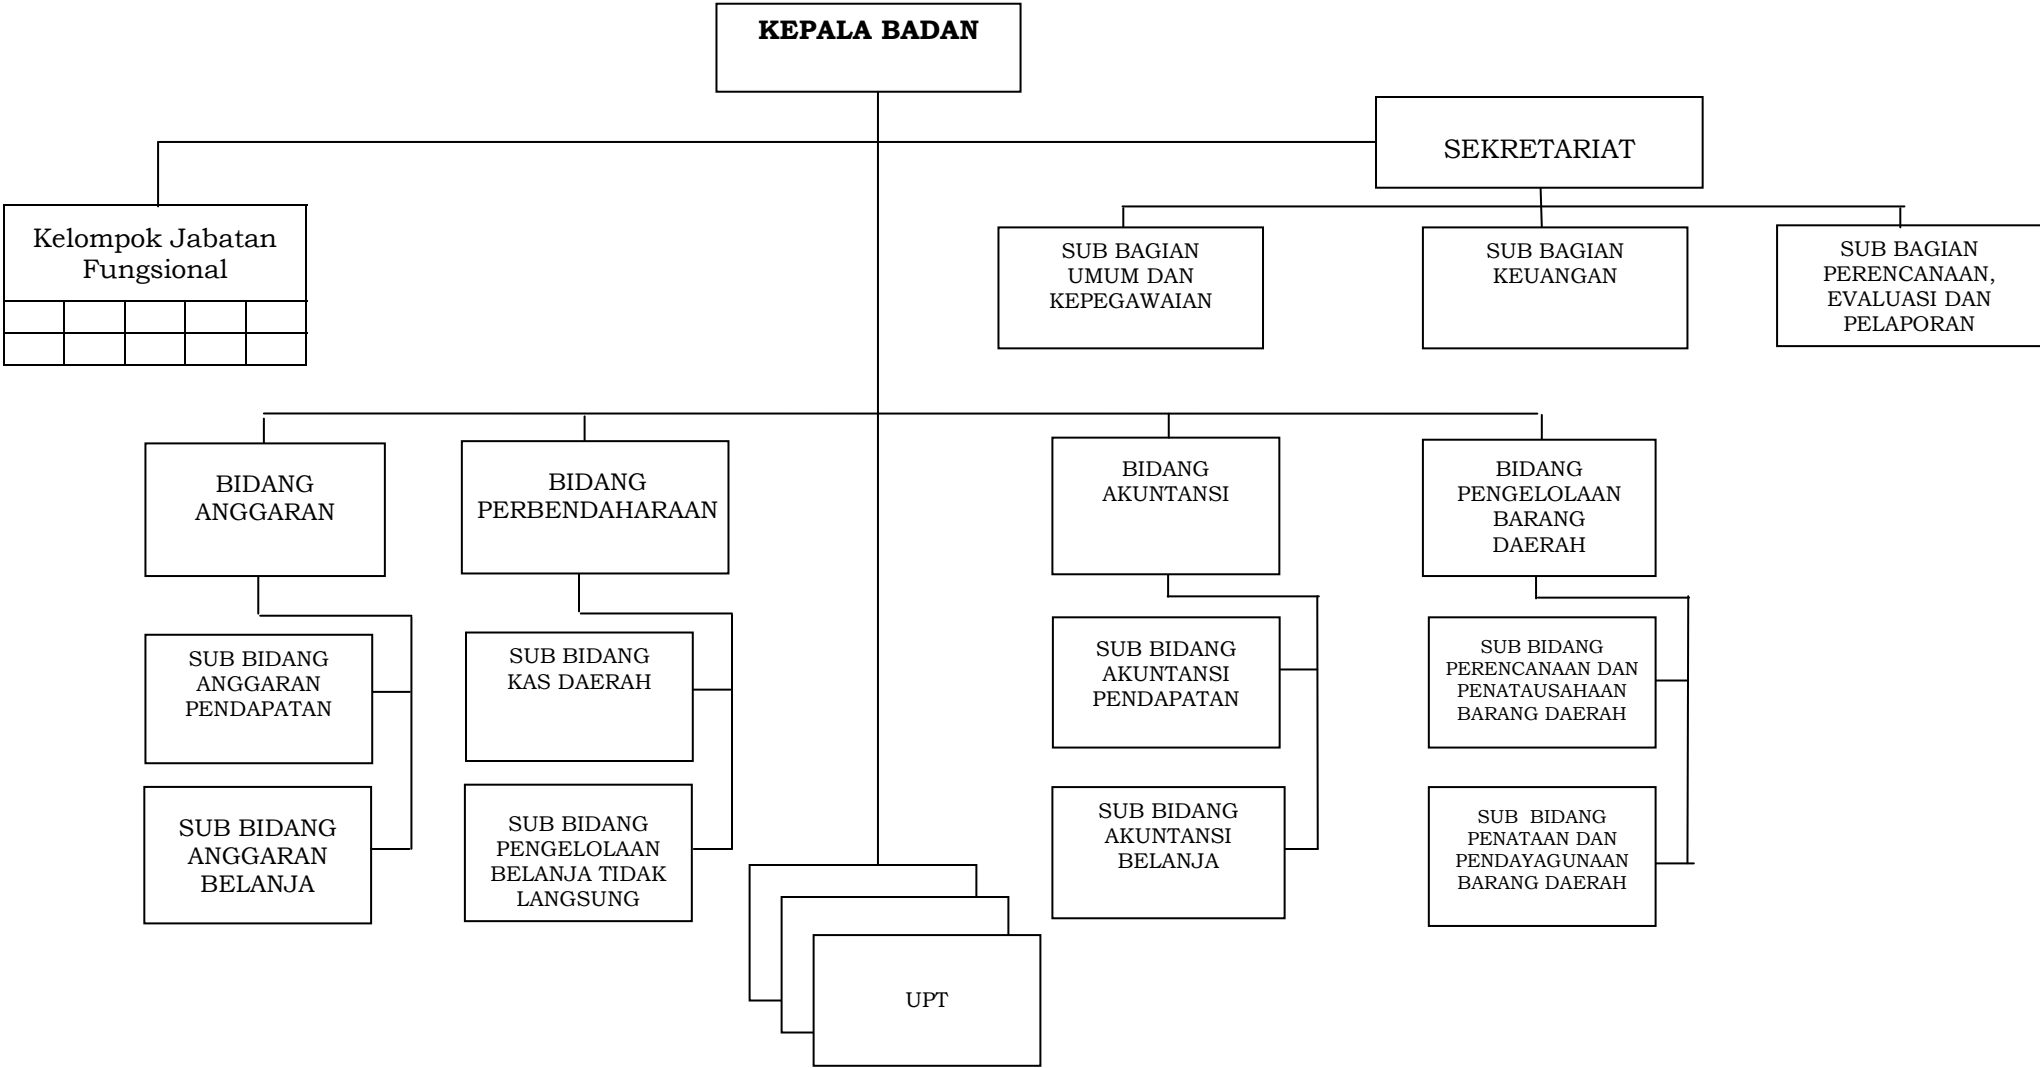 KEPALA BADAN
SEKRETARIAT
Kelompok Jabatan
Fungsional
SUB BAGIAN
UMUM DAN
KEPEGAWAIAN
SUB BAGIAN
KEUANGAN
SUB BAGIAN
PERENCANAAN,
EVALUASI DAN
PELAPORAN
BIDANG
ANGGARAN
BIDANG
PERBENDAHARAAN
BIDANG
AKUNTANSI
BIDANG
PENGELOLAAN
BARANG
DAERAH
SUB BIDANG
ANGGARAN
PENDAPATAN
SUB BIDANG
KAS DAERAH
SUB BIDANG
AKUNTANSI
PENDAPATAN
SUB BIDANG
PERENCANAAN DAN
PENATAUSAHAAN
BARANG DAERAH
SUB BIDANG
ANGGARAN
BELANJA
SUB BIDANG
PENGELOLAAN
BELANJA TIDAK
LANGSUNG
SUB BIDANG
AKUNTANSI
BELANJA
SUB  BIDANG
PENATAAN DAN
PENDAYAGUNAAN
BARANG DAERAH
UPT